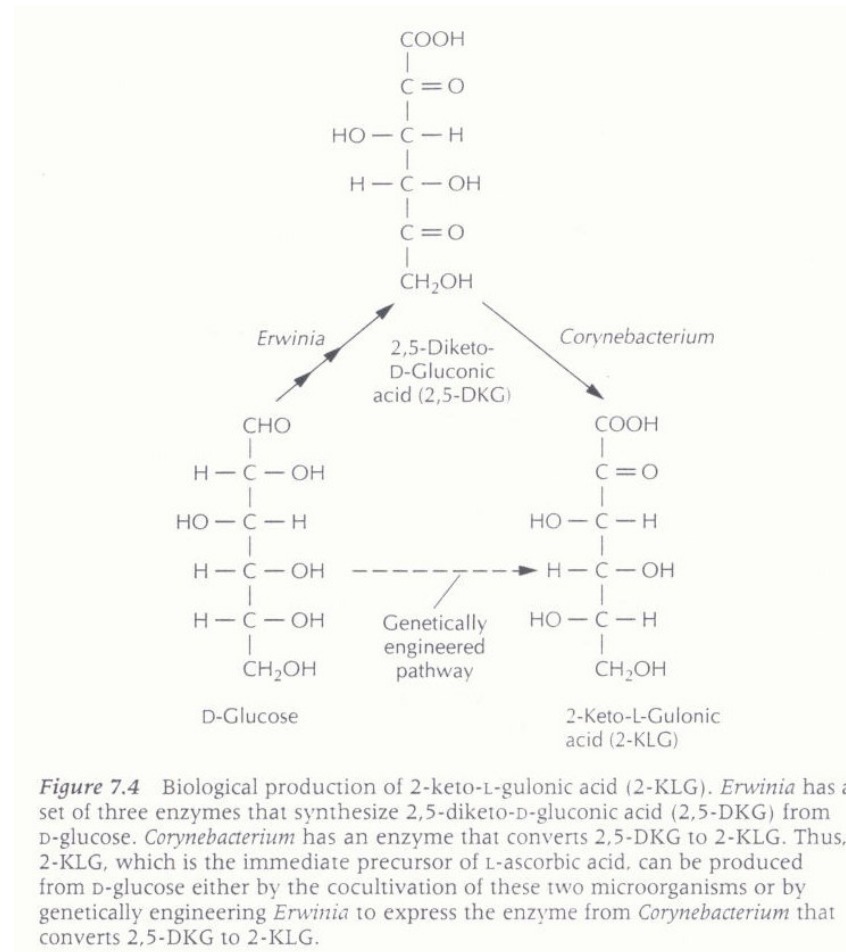 COOH
|
C=O
|
HO—C—H
|
H—C—OH
|
C=O
|
CH₂OH
Erwinia
2,5-Diketo-
D-Gluconic
acid (2,5-DKG)
Corynebacterium
CHO
|
H—C—OH
|
HO—C—H
|
H—C—OH
|
H—C—OH
|
CH₂OH
D-Glucose
Genetically
engineered
pathway
COOH
|
C=O
|
HO—C—H
|
H—C—OH
|
HO—C—H
|
CH₂OH
2-Keto-L-Gulonic
acid (2-KLG)
Figure 7.4 Biological production of 2-keto-L-gulonic acid (2-KLG). Erwinia has a
set of three enzymes that synthesize 2,5-diketo-D-gluconic acid (2,5-DKG) from
D-glucose. Corynebacterium has an enzyme that converts 2,5-DKG to 2-KLG. Thus,
2-KLG, which is the immediate precursor of L-ascorbic acid. can be produced
from D-glucose either by the cocultivation of these two microorganisms or by
genetically engineering Erwinia to express the enzyme from Corynebacterium that
converts 2,5-DKG to 2-KLG.